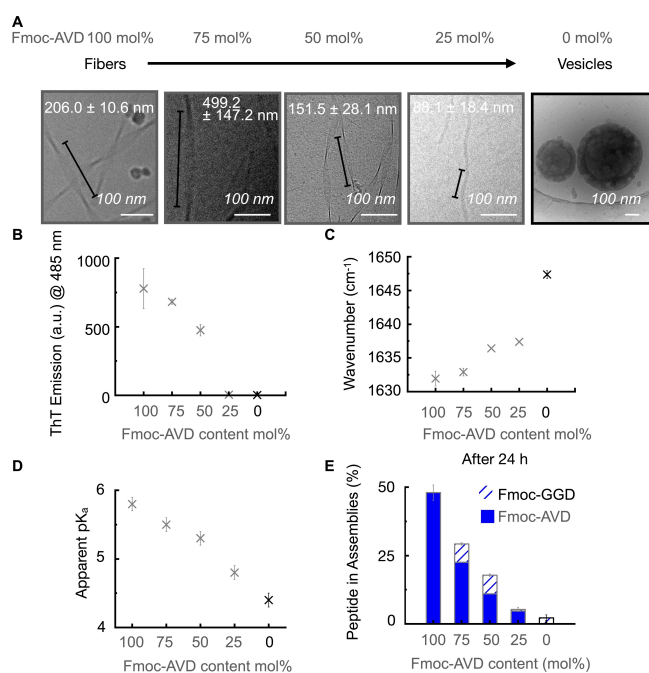 A
Fmoc-AVD 100 mol% 75 mol% 50 mol% 25 mol% 0 mol%
Fibers Vesicles
206.0 ± 10.6 nm 499.2 ± 147.2 nm 151.5 ± 28.1 nm 88.1 ± 18.4 nm
100 nm 100 nm 100 nm 100 nm 100 nm
B
ThT Emission (a.u.) @ 485 nm
1000
500
0
100 75 50 25 0
Fmoc-AVD content mol%
C
Wavenumber (cm-1)
1650
1645
1640
1635
1630
100 75 50 25 0
Fmoc-AVD content mol%
D
Apparent pKa
6
5
4
100 75 50 25 0
Fmoc-AVD content mol%
E
After 24 h
Fmoc-GGD
Fmoc-AVD
Peptide in Assemblies (%)
50
25
0
100 75 50 25 0
Fmoc-AVD content (mol%)